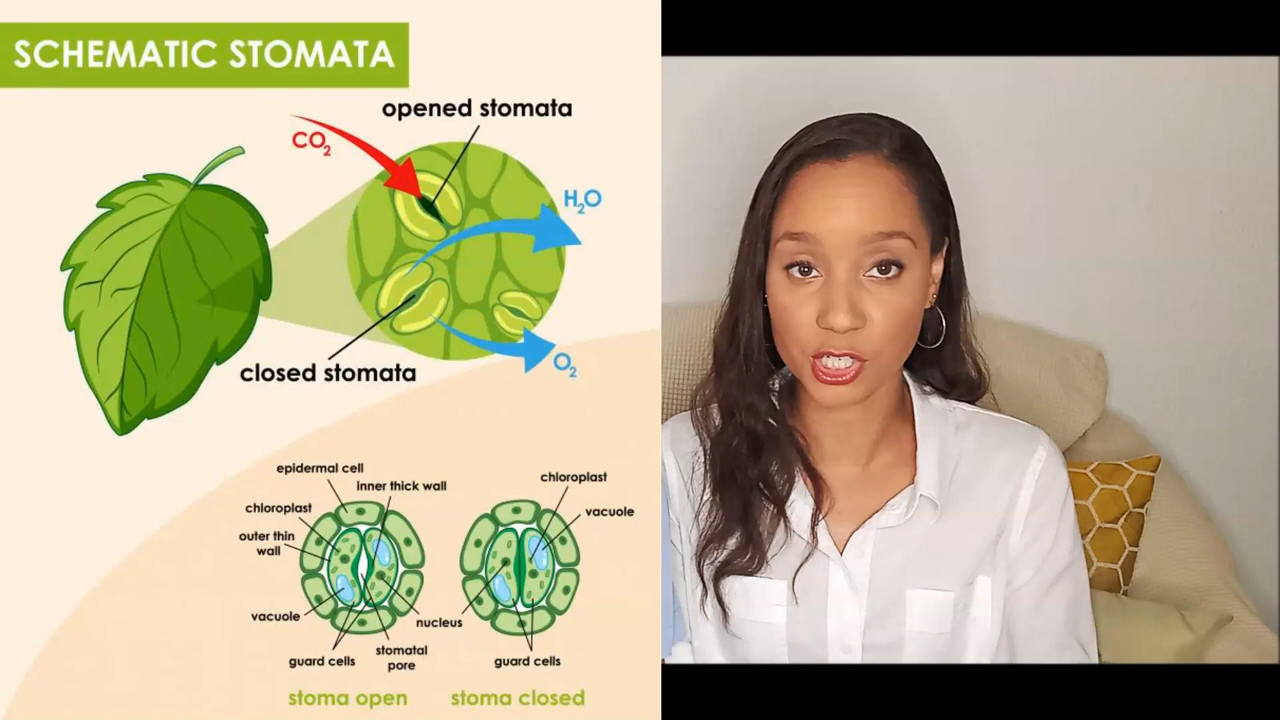 SCHEMATIC STOMATA
opened stomata
CO₂
H₂O
closed stomata
O₂
epidermal cell
inner thick wall
chloroplast
outer thin
wall
vacuole
nucleus
stomatal
pore
guard cells
stoma open
chloroplast
vacuole
guard cells
stoma closed